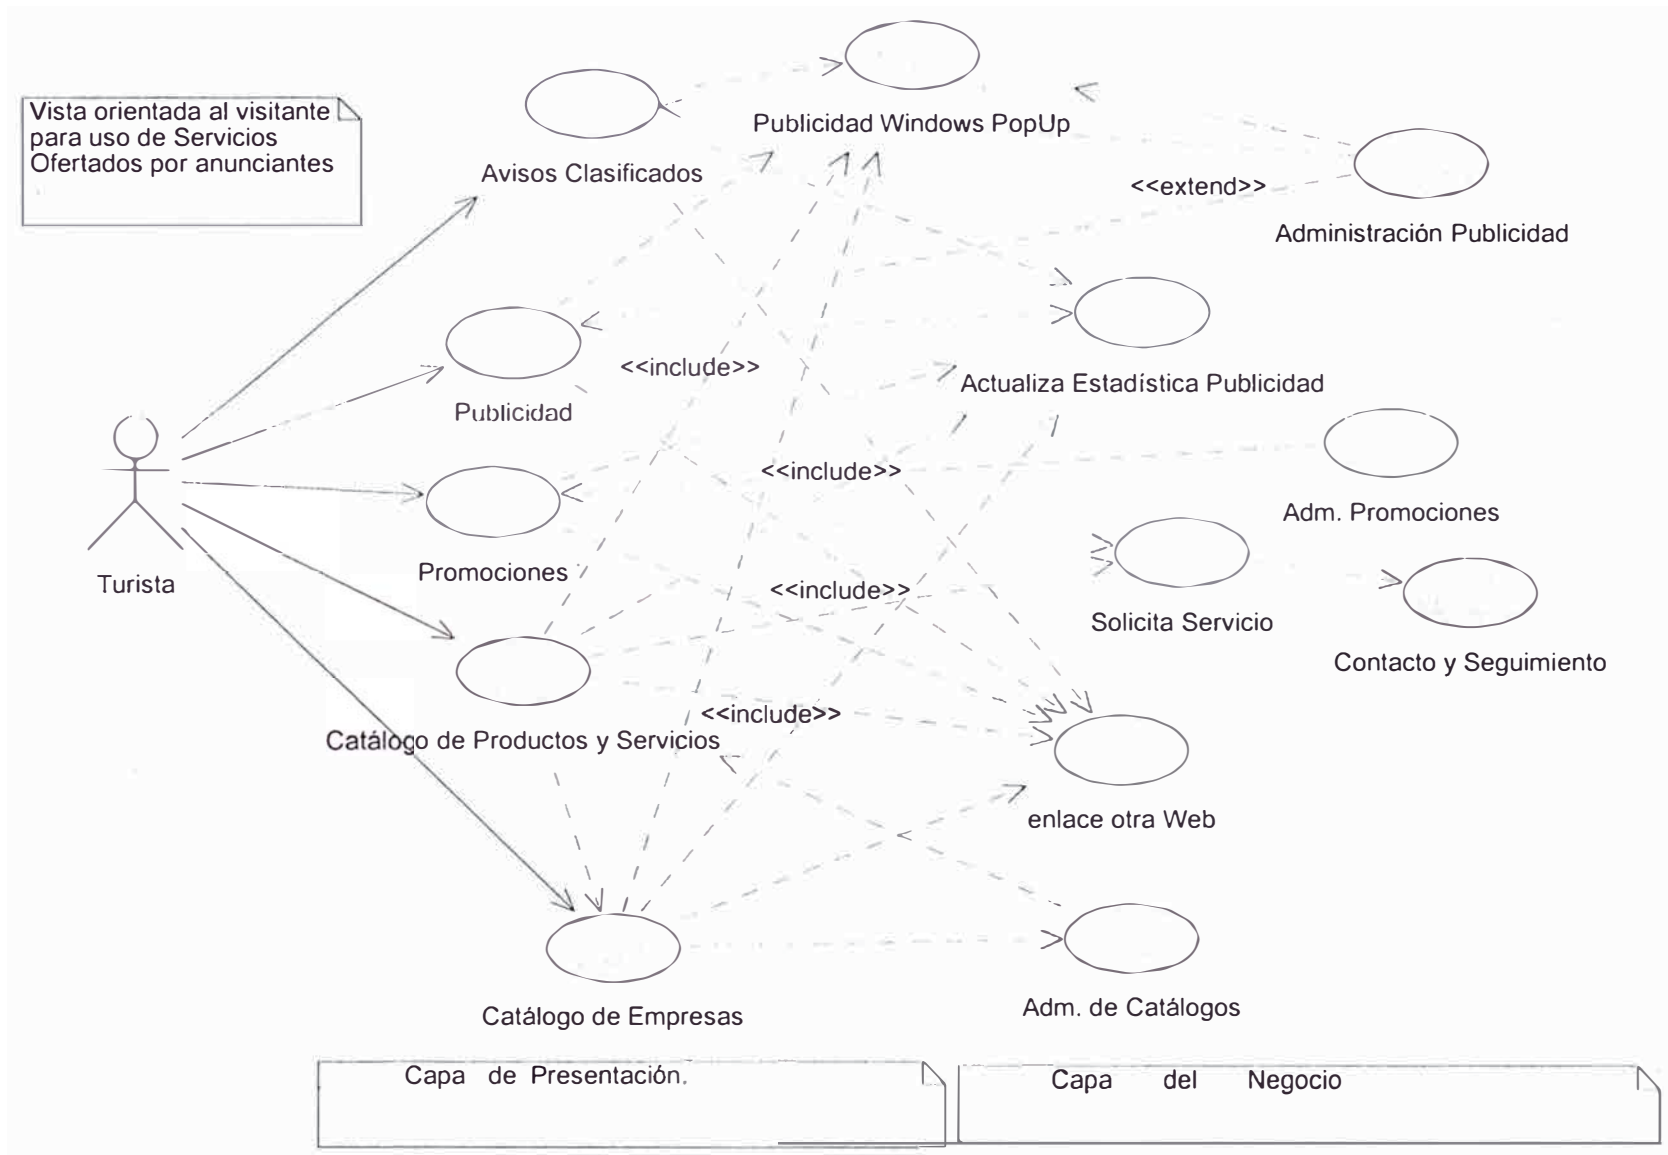 Vista orientada al visitante
para uso de Servicios
Ofertados por anunciantes
Publicidad Windows PopUp
Avisos Clasificados
<<extend>>
Administración Publicidad
<<include>>
Actualiza Estadística Publicidad
Publicidad
<<include>>
Adm. Promociones
Promociones
Turista
<<include>>
Solicita Servicio
Contacto y Seguimiento
<<include>>
Catálogo de Productos y Servicios
enlace otra Web
Catálogo de Empresas
Adm. de Catálogos
Capa de Presentación.
Capa del Negocio